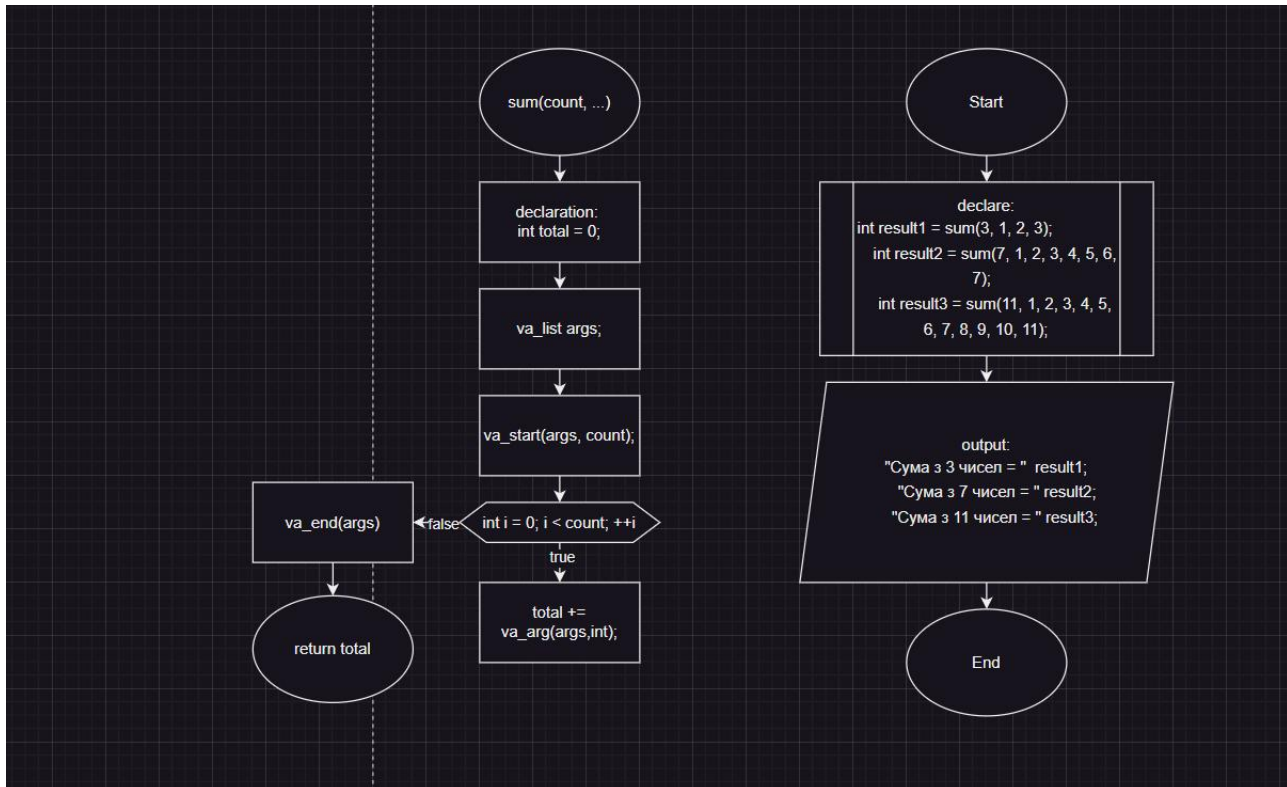 sum(count, ...)
declaration:
int total = 0;
va_list args;
va_start(args, count);
int i = 0; i < count; ++i
false
va_end(args)
return total
true
total +=
va_arg(args,int);
Start
declare:
int result1 = sum(3, 1, 2, 3);
int result2 = sum(7, 1, 2, 3, 4, 5, 6,
7);
int result3 = sum(11, 1, 2, 3, 4, 5,
6, 7, 8, 9, 10, 11);
output:
"Сума з 3 чисел = " result1;
"Сума з 7 чисел = " result2;
"Сума з 11 чисел = " result3;
End